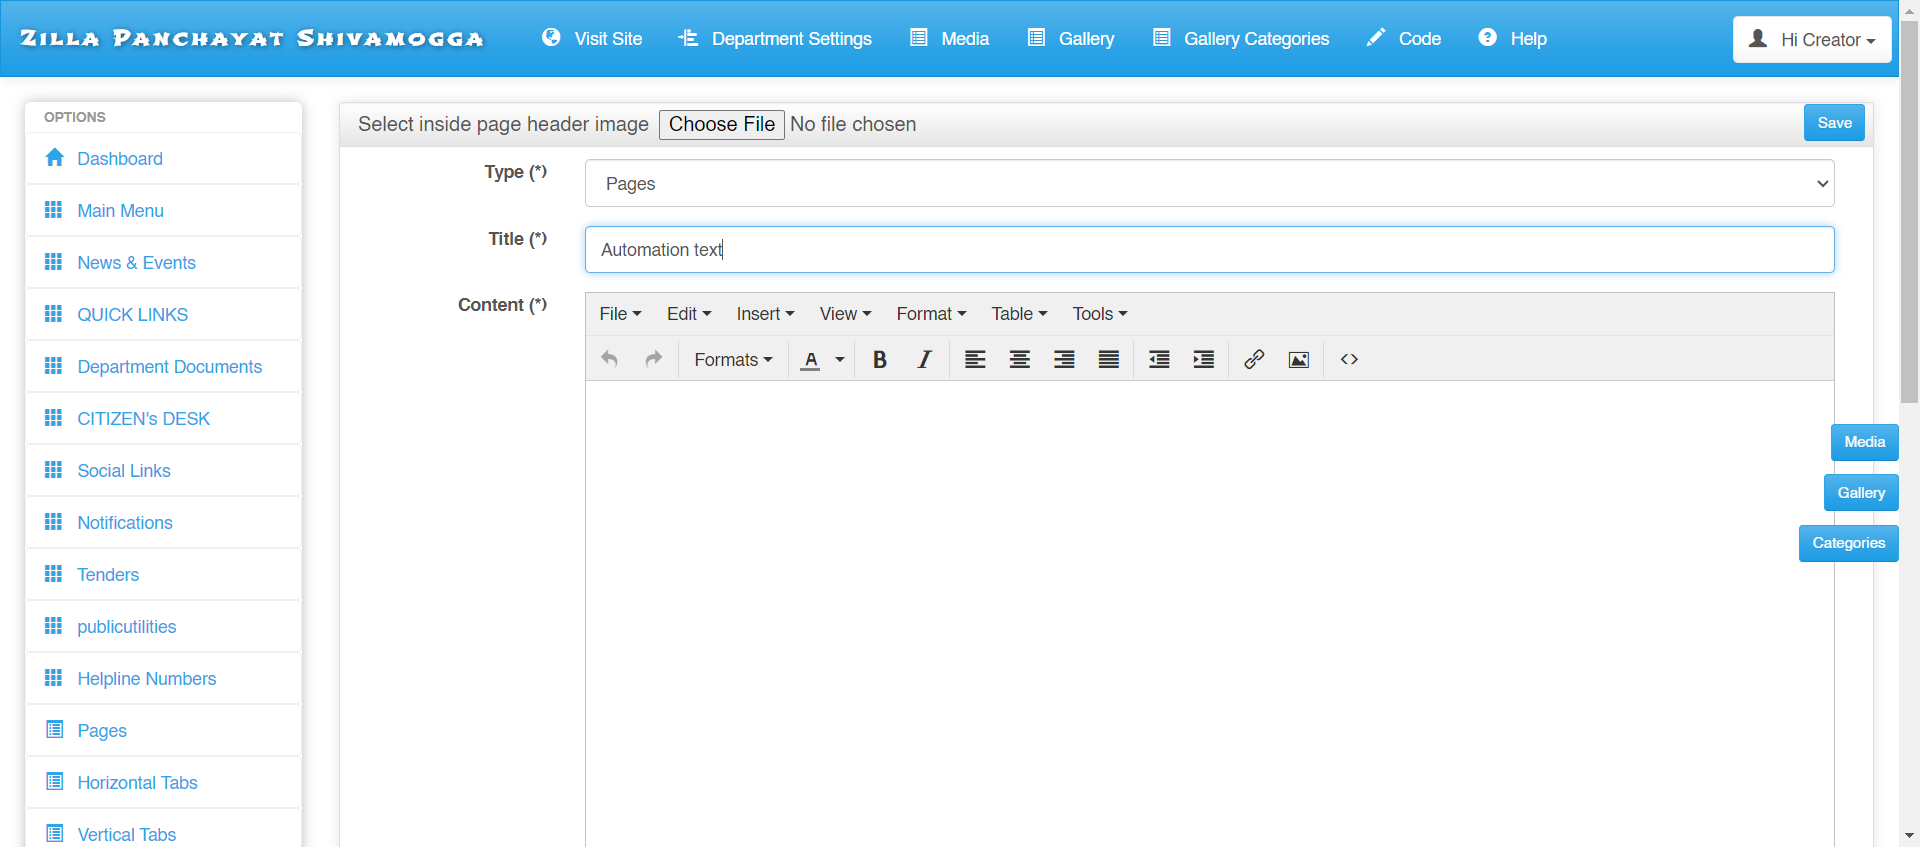 Zilla Panchayat Shivamogga
Visit Site
Department Settings
Media
Gallery
Gallery Categories
Code
Help
Hi Creator
OPTIONS
Dashboard
Main Menu
News & Events
QUICK LINKS
Department Documents
CITIZEN's DESK
Social Links
Notifications
Tenders
publicutilities
Helpline Numbers
Pages
Horizontal Tabs
Vertical Tabs
Select inside page header image Choose File No file chosen
Save
Type (*)
Pages
Title (*)
Automation text
Content (*)
File Edit Insert View Format Table Tools
Formats A B I
Media
Gallery
Categories